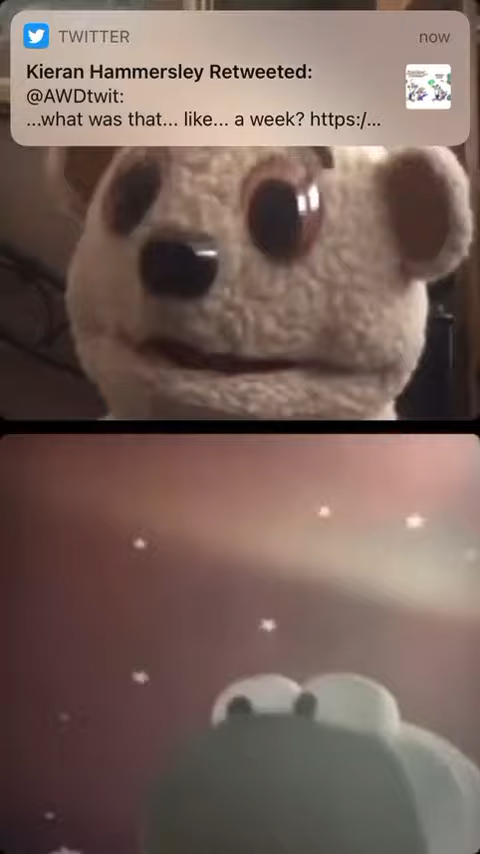 TWITTER
now
Kieran Hammersley Retweeted:
@AWDtwit:
...what was that... like... a week? https:/...